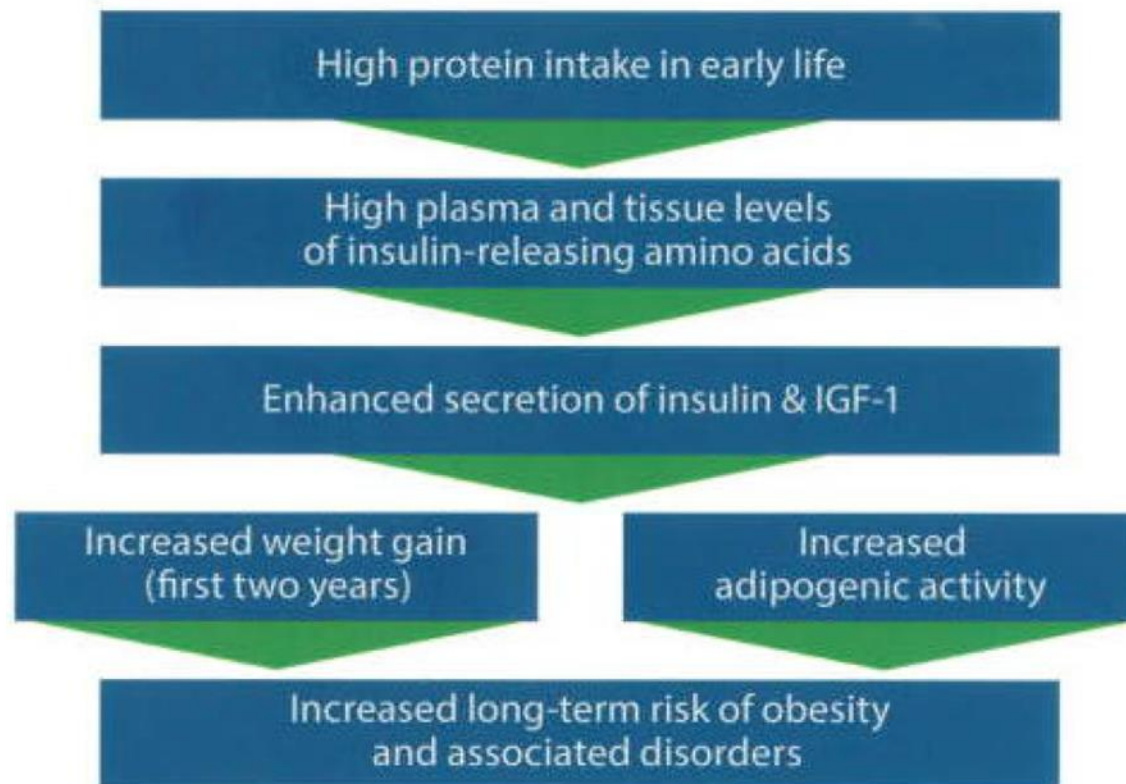 High protein intake in early life
High plasma and tissue levels
of insulin-releasing amino acids
Enhanced secretion of insulin & IGF-1
Increased weight gain
(first two years)
Increased
adipogenic activity
Increased long-term risk of obesity
and associated disorders